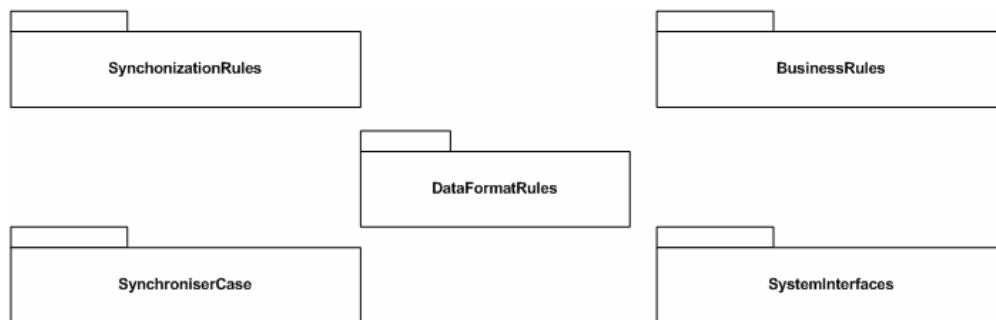 SynchonizationRules
BusinessRules
DataFormatRules
SynchroniserCase
SystemInterfaces